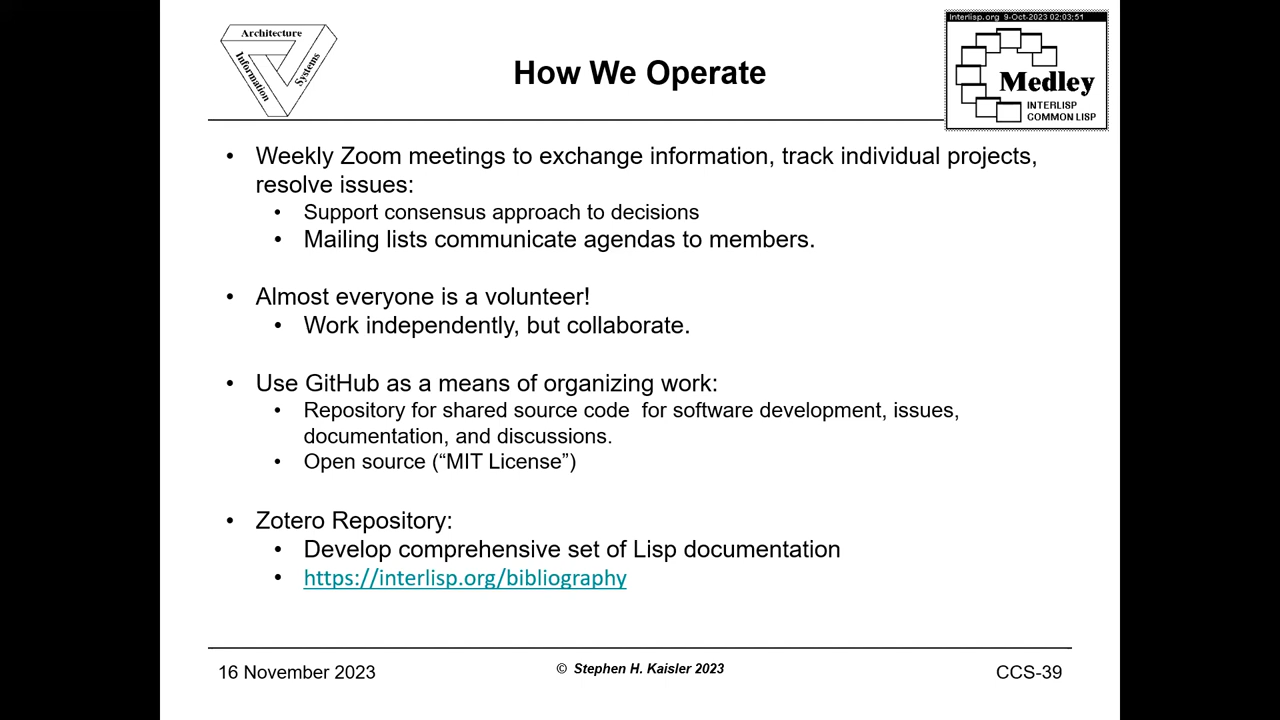 Architecture
Information
Systems
How We Operate
Interlisp.org 9-Oct-2023 02:03:51
Medley
INTERLISP
COMMON LISP
• Weekly Zoom meetings to exchange information, track individual projects,
resolve issues:
• Support consensus approach to decisions
• Mailing lists communicate agendas to members.
• Almost everyone is a volunteer!
• Work independently, but collaborate.
• Use GitHub as a means of organizing work:
• Repository for shared source code  for software development, issues,
documentation, and discussions.
• Open source (“MIT License”)
• Zotero Repository:
• Develop comprehensive set of Lisp documentation
• https://interlisp.org/bibliography
16 November 2023
© Stephen H. Kaisler 2023
CCS-39